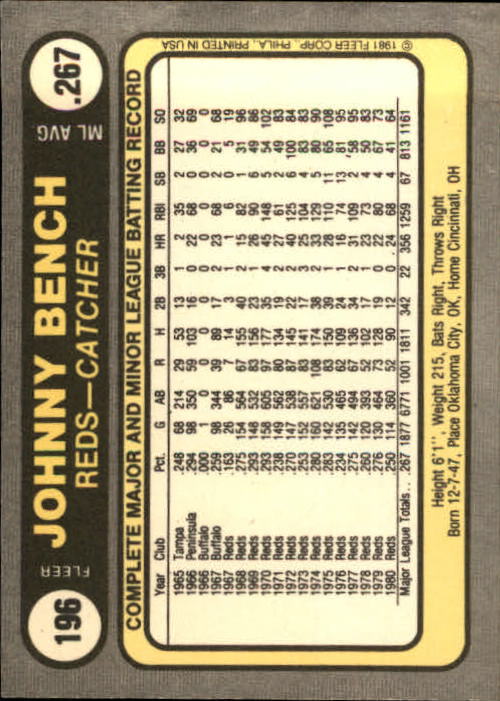 196
FLEER
JOHNNY BENCH
REDS—CATCHER
ML AVG
.267
COMPLETE MAJOR AND MINOR LEAGUE BATTING RECORD
Year Club Pct. G AB R H 2B 3B HR RBI SB BB SO
1965 Tampa .248 68 214 29 53 13 2 2 35 2 27 32
1966 Peninsula .294 98 350 59 103 16 0 22 68 0 36 69
1966 Buffalo .000 1 0 0 0 0 0 0 0 0 0 0
1967 Buffalo .259 98 344 39 89 17 2 23 68 2 21 68
1967 Reds .163 26 86 7 14 3 1 1 6 0 5 19
1968 Reds .275 154 564 67 155 40 2 15 82 1 31 96
1969 Reds .293 148 532 83 156 23 1 26 90 6 49 86
1970 Reds .293 158 605 97 177 35 4 45 148 5 54 102
1971 Reds .238 149 562 80 134 19 2 27 61 2 49 83
1972 Reds .270 147 538 87 145 22 2 40 125 6 100 84
1973 Reds .253 152 557 83 141 17 3 25 104 4 83 83
1974 Reds .280 160 621 108 174 38 2 33 129 5 80 90
1975 Reds .283 142 530 83 150 39 1 28 110 11 65 108
1976 Reds .234 135 465 62 109 24 1 16 74 13 81 95
1977 Reds .275 142 494 67 136 34 2 31 109 2 58 95
1978 Reds .260 120 393 52 102 17 1 23 73 4 50 83
1979 Reds .276 130 464 73 128 19 0 22 80 4 67 73
1980 Reds .250 114 360 52 90 12 0 24 68 4 41 64
Major League Totals.. .267 1877 6771 1001 1811 342 22 356 1259 67 813 1161
Height 6'1", Weight 215, Bats Right, Throws Right
Born 12-7-47, Place Oklahoma City, OK, Home Cincinnati, OH
© 1981 FLEER CORP., PHILA., PRINTED IN USA